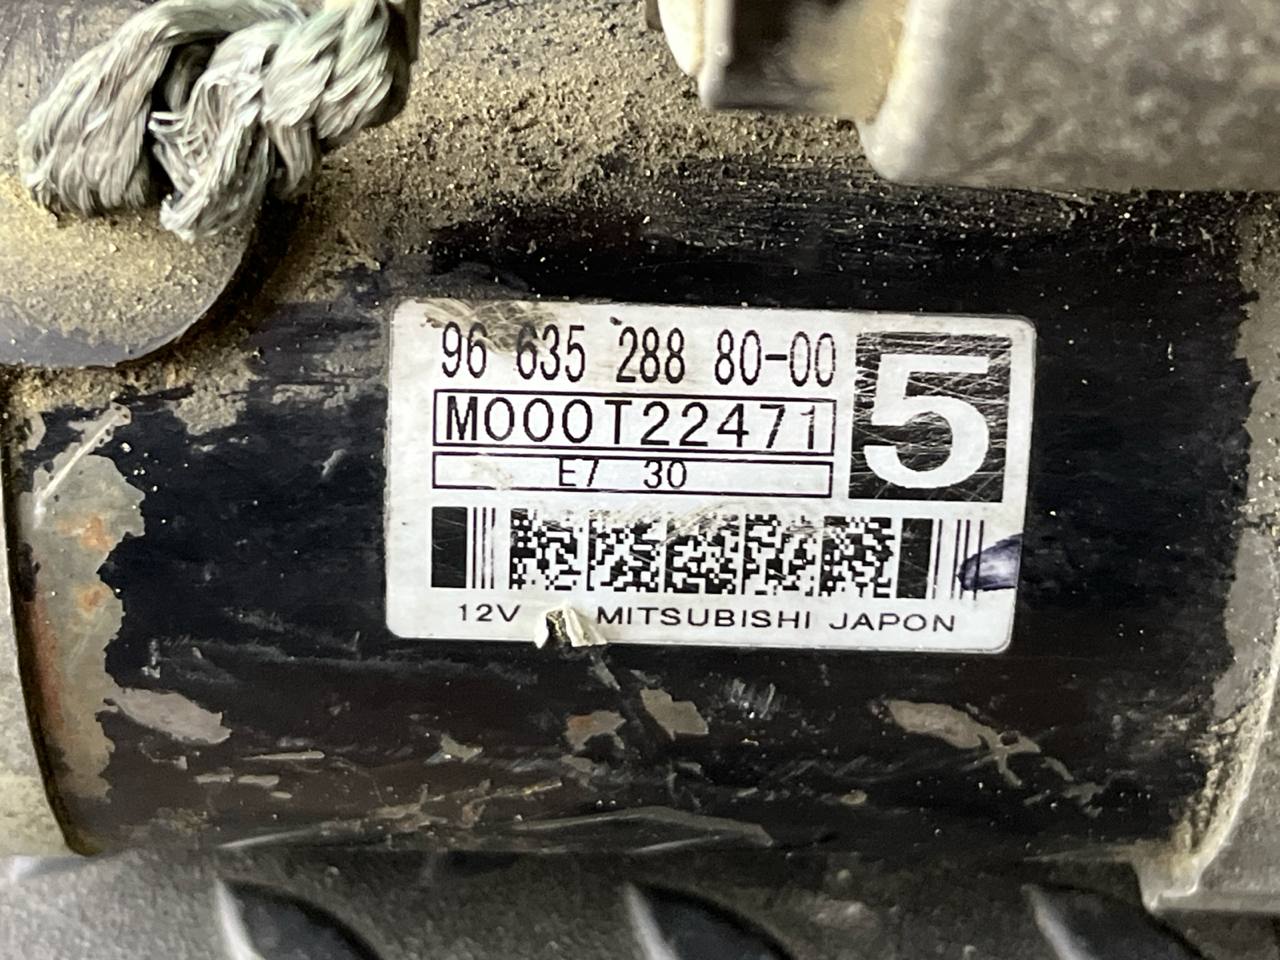 96 635 288 80-00
5
M000T22471
E7 30
12V MITSUBISHI JAPON